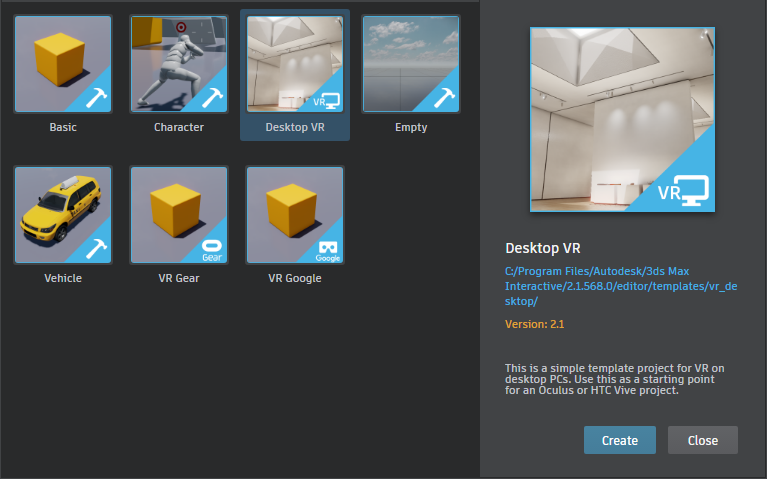 VR
Basic
Character
Desktop VR
Empty
Gear
Google
Vehicle
VR Gear
VR Google
VR
Desktop VR
C:/Program Files/Autodesk/3ds Max
Interactive/2.1.568.0/editor/templates/vr_de
sktop/
Version: 2.1
This is a simple template project for VR on
desktop PCs. Use this as a starting point
for an Oculus or HTC Vive project.
Create
Close